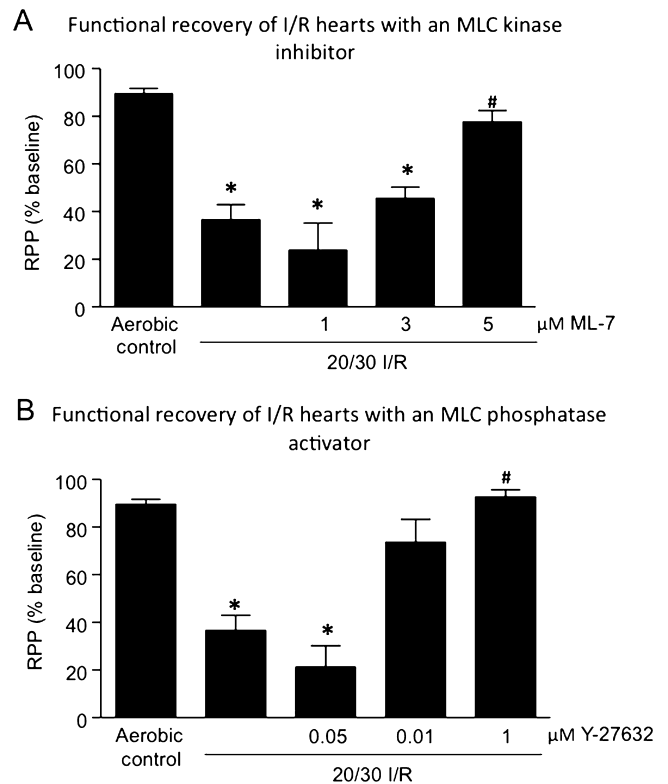 A
Functional recovery of I/R hearts with an MLC kinase
inhibitor
100
80
60
40
20
0
RPP (% baseline)
*
*
*
#
Aerobic
control
1 3 5 µM ML-7
20/30 I/R
B
Functional recovery of I/R hearts with an MLC phosphatase
activator
100
80
60
40
20
0
RPP (% baseline)
*
*
#
Aerobic
control
0.05 0.01 1 µM Y-27632
20/30 I/R